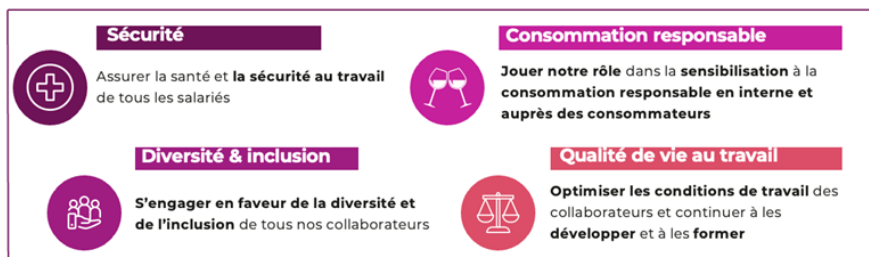 Sécurité
Assurer la santé et la sécurité au travail
de tous les salariés
Consommation responsable
Jouer notre rôle dans la sensibilisation à la
consommation responsable en interne et
auprès des consommateurs
Diversité & inclusion
S'engager en faveur de la diversité et
de l'inclusion de tous nos collaborateurs
Qualité de vie au travail
Optimiser les conditions de travail des
collaborateurs et continuer à les
développer et à les former